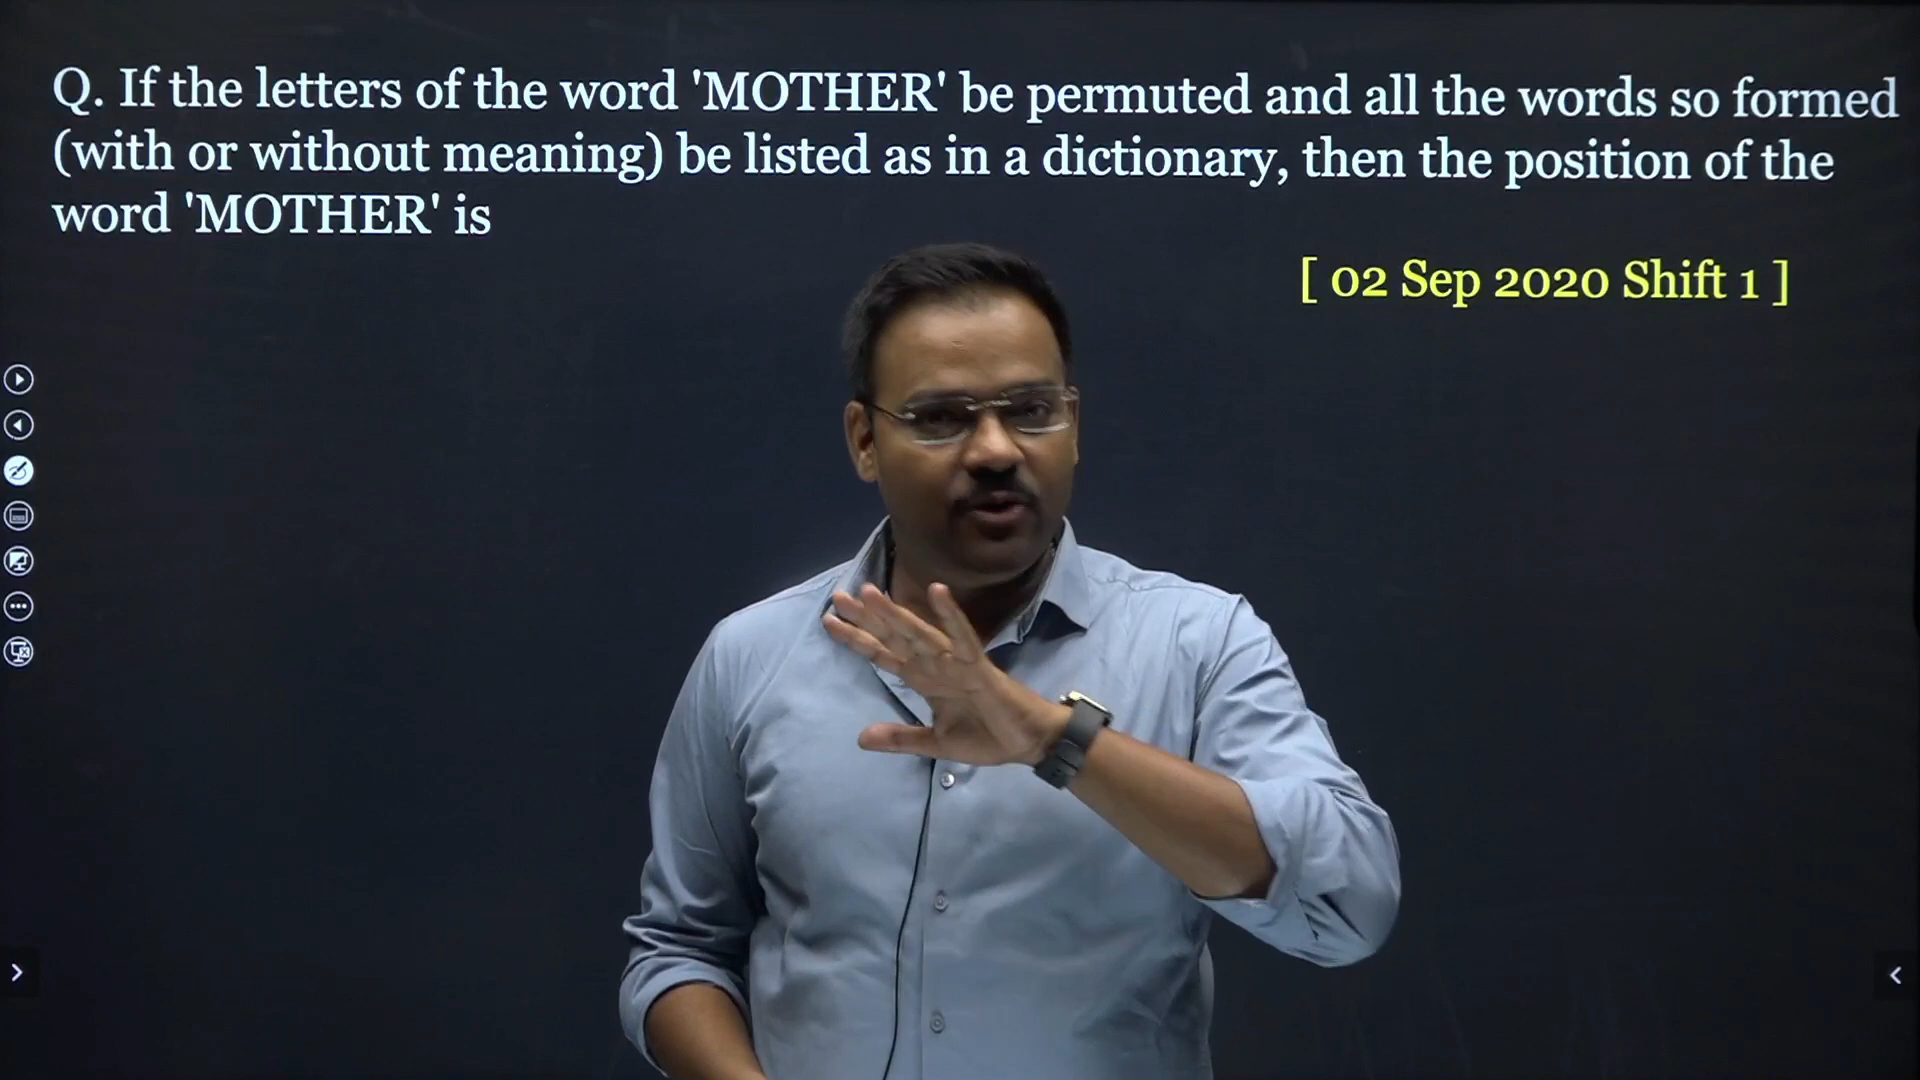 Q. If the letters of the word 'MOTHER' be permuted and all the words so formed
(with or without meaning) be listed as in a dictionary, then the position of the
word 'MOTHER' is
[ 02 Sep 2020 Shift 1 ]